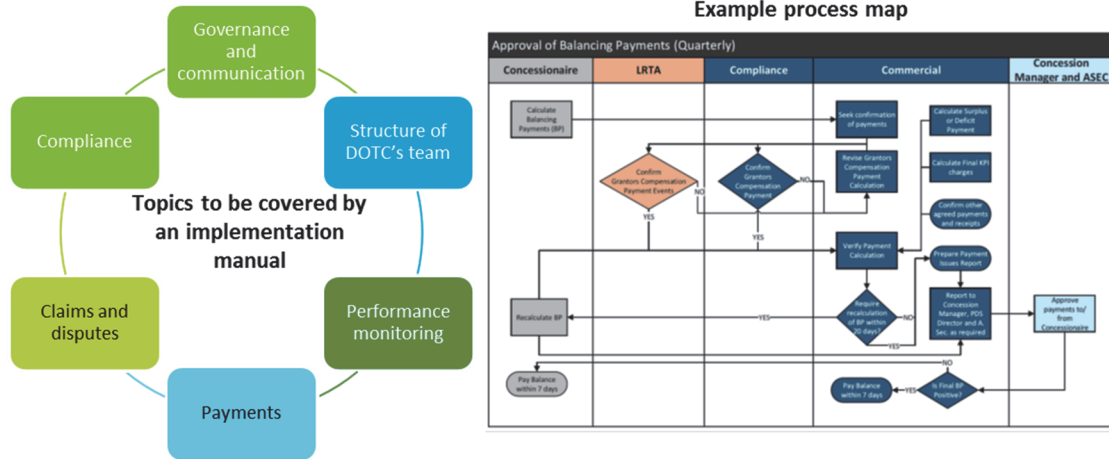 Governance
and
communication
Compliance
Structure of
DOTC's team
Topics to be covered by
an implementation
manual
Claims and
disputes
Performance
monitoring
Payments
Example process map
Approval of Balancing Payments (Quarterly)
Concessionaire
LRTA
Compliance
Commercial
Concession
Manager and ASEC
Calculate
Balancing
Payments (BP)
Seek confirmation
of payments
Calculate Surplus
or Deficit
Payment
Confirm
Grantors Compensation
Payment Events
Confirm
Grantors
Compensation
Payment
Revise Grantors
Compensation
Payment
Calculation
Calculate Final KPI
charges
NO
NO
Confirm other
agreed payments
and receipts
YES
YES
Verify Payment
Calculation
Prepare Payment
Issues Report
Recalculate BP
YES
Require
recalculation
of BP within
20 days?
NO
YES
Report to
Concession
Manager, PDS
Director and A.
Sec. as required
Approve
payments to/
from
Concessionaire
NO
Pay Balance
within 7 days
Pay Balance
within 7 days
YES
Is Final BP
Positive?